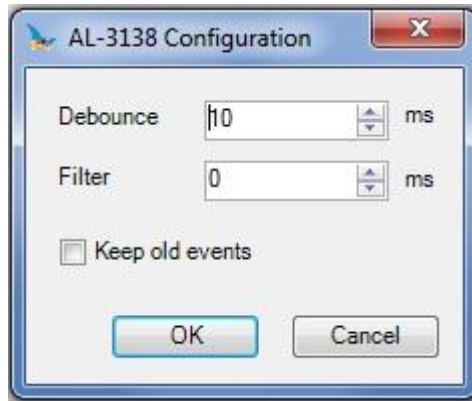 AL-3138 Configuration
Debounce 10 ms
Filter 0 ms
Keep old events
OK Cancel